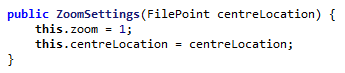 public ZoomSettings(FilePoint centreLocation) {
    this.zoom = 1;
    this.centreLocation = centreLocation;
}